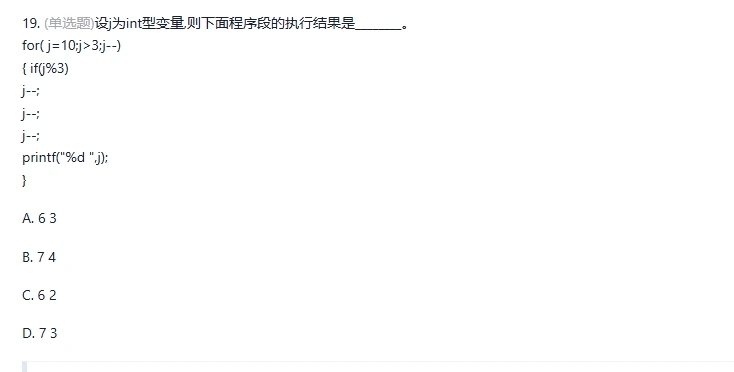 19. (单选题)设j为int型变量,则下面程序段的执行结果是________。
for( j=10;j>3;j--)
{ if(j%3)
j--;
j--;
j--;
printf("%d ",j);
}
A. 6 3
B. 7 4
C. 6 2
D. 7 3